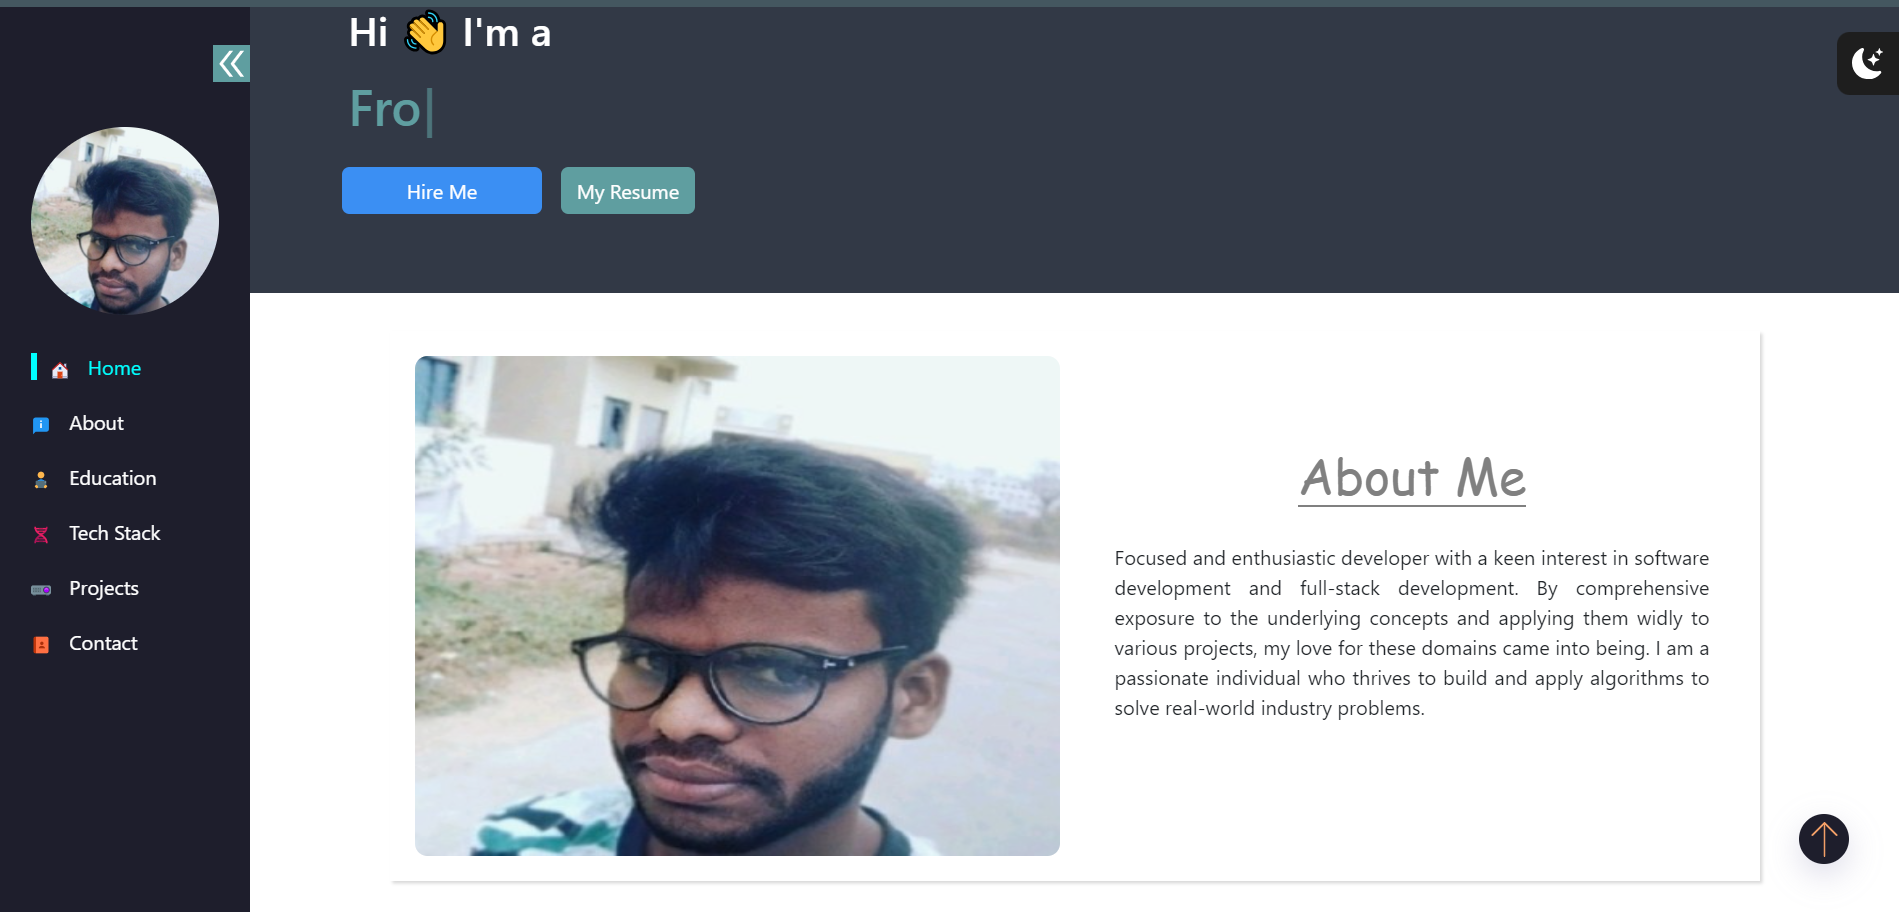 Hi 👋 I'm a
Fro|
Hire Me
My Resume
Home
About
Education
Tech Stack
Projects
Contact
About Me
Focused and enthusiastic developer with a keen interest in software
development and full-stack development. By comprehensive
exposure to the underlying concepts and applying them widly to
various projects, my love for these domains came into being. I am a
passionate individual who thrives to build and apply algorithms to
solve real-world industry problems.